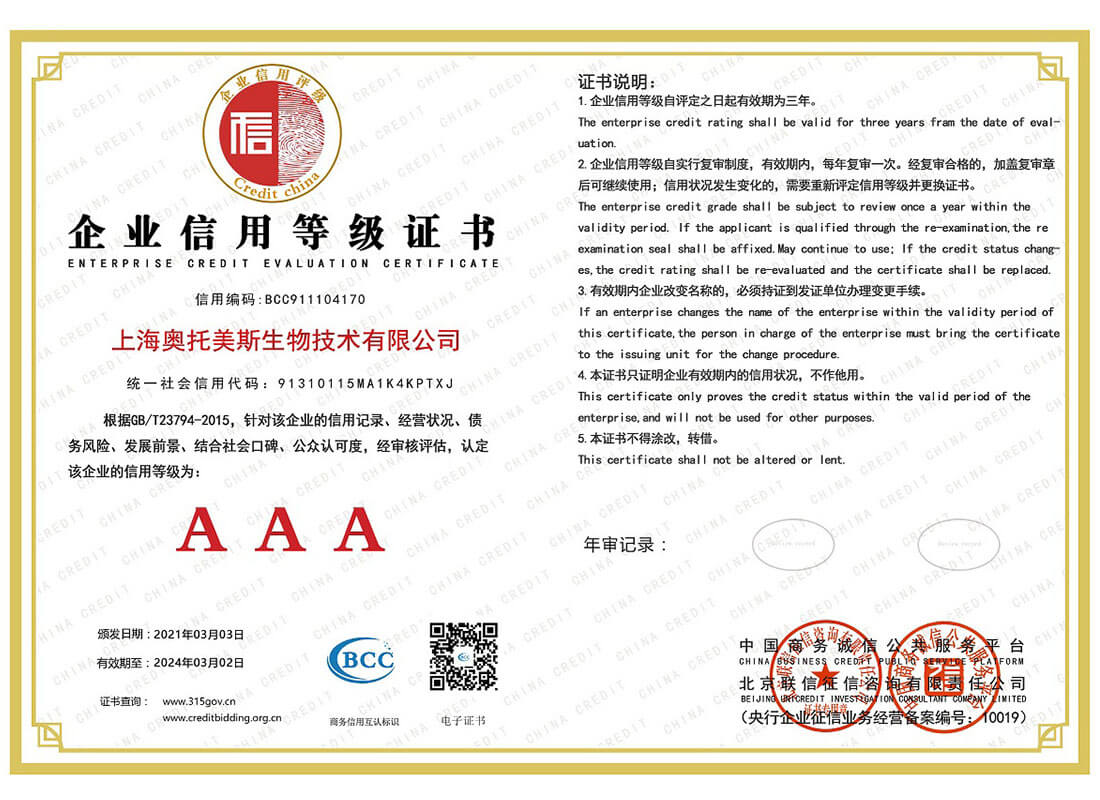 企业信用评级
信
Credit china
企业信用等级证书
ENTERPRISE CREDIT EVALUATION CERTIFICATE
信用编码:BCC911104170
上海奥托美斯生物技术有限公司
统一社会信用代码：91310115MA1K4KPTXJ
根据GB/T23794-2015，针对该企业的信用记录、经营状况、债
务风险、发展前景、结合社会口碑、公众认可度，经审核评估，认定
该企业的信用等级为：
A A A
颁发日期：2021年03月03日
有效期至：2024年03月02日
证书查询： www.315gov.cn
www.creditbidding.org.cn
BCC
商务信用互认标识
电子证书
证书说明：
1. 企业信用等级自评定之日起有效期为三年。
The enterprise credit rating shall be valid for three years fram the date of eval-
uation.
2. 企业信用等级自实行复审制度，有效期内，每年复审一次。经复审合格的，加盖复审章
后可继续使用；信用状况发生变化的，需要重新评定信用等级并更换证书。
The enterprise credit grade shall be subject to review once a year within the
validity period. If the applicant is qualified through the re-examination,the re
examination seal shall be affixed.May continue to use; If the credit status chang-
es,the credit rating shall be re-evaluated and the certificate shall be replaced.
3. 有效期内企业改变名称的，必须持证到发证单位办理变更手续。
If an enterprise changes the name of the enterprise within the validity period of
this certificate,the person in charge of the enterprise must bring the certificate
to the issuing unit for the change procedure.
4. 本证书只证明企业有效期内的信用状况，不作他用。
This certificate only proves the credit status within the valid period of the
enterprise,and will not be used for other purposes.
5. 本证书不得涂改，转借。
This certificate shall not be altered or lent.
年审记录：
Review record
Review record
中国商务诚信公共服务平台
CHINA BUSINESS CREDIT PUBLIC SERVICE PLATFORM
北京联信征信咨询有限责任公司
BEIJING UNICREDIT INVESTIGATION CONSULTANT COMPANY LIMITED
（央行企业征信业务经营备案编号：10019）
证书专用章
CHINA CREDIT